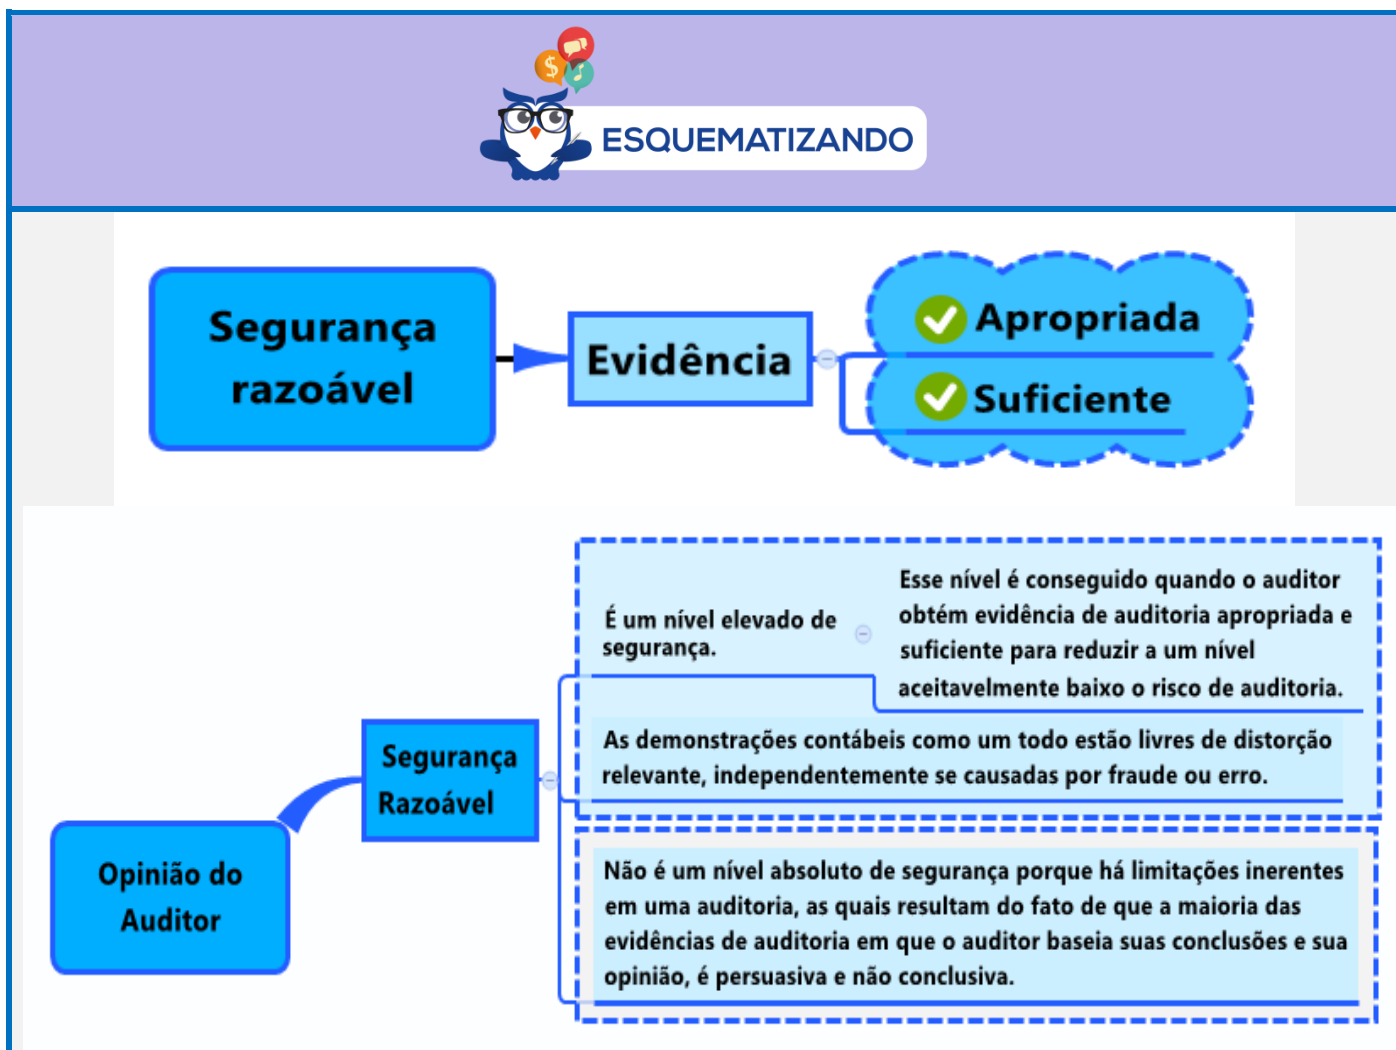 ESQUEMATIZANDO
Segurança
razoável
Evidência
Apropriada
Suficiente
É um nível elevado de
segurança.
Esse nível é conseguido quando o auditor
obtém evidência de auditoria apropriada e
suficiente para reduzir a um nível
aceitavelmente baixo o risco de auditoria.
As demonstrações contábeis como um todo estão livres de distorção
relevante, independentemente se causadas por fraude ou erro.
Segurança
Razoável
Opinião do
Auditor
Não é um nível absoluto de segurança porque há limitações inerentes
em uma auditoria, as quais resultam do fato de que a maioria das
evidências de auditoria em que o auditor baseia suas conclusões e sua
opinião, é persuasiva e não conclusiva.